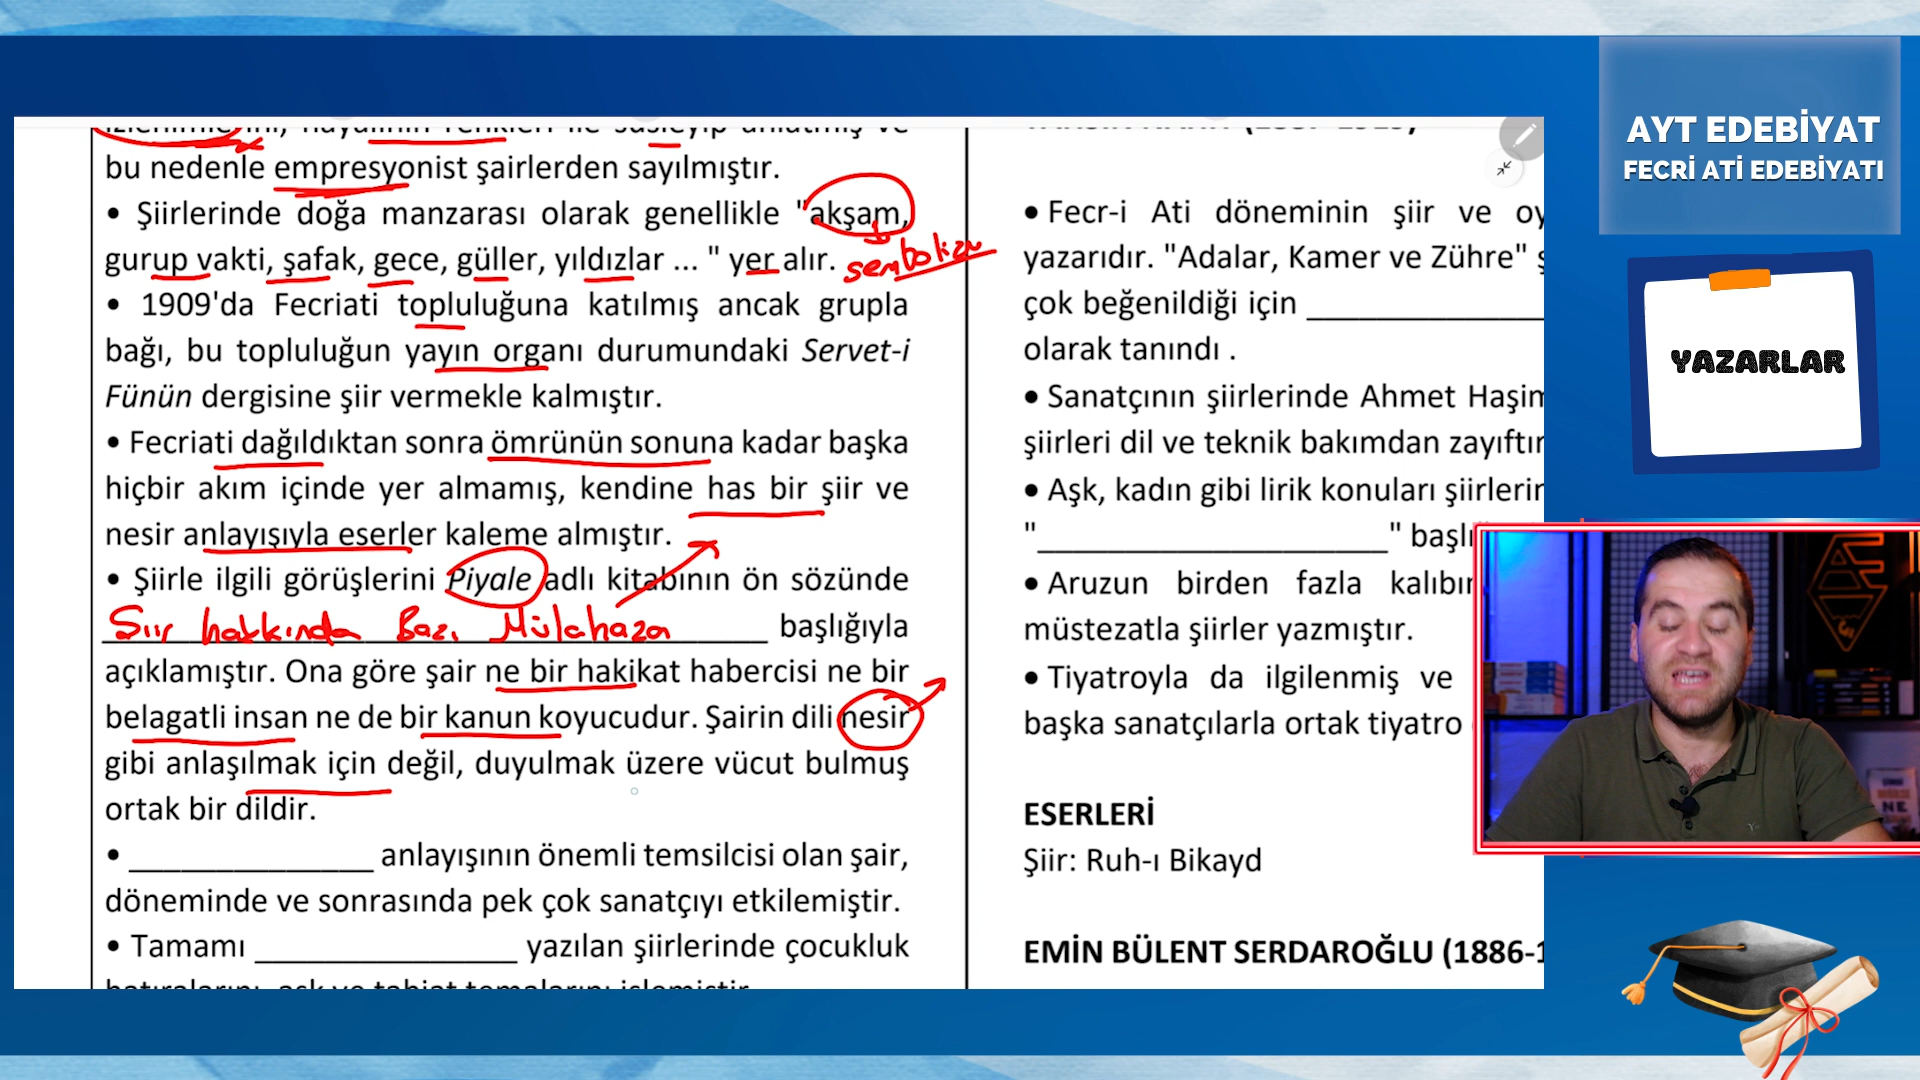 bu nedenle empresyonist şairlerden sayılmıştır.
• Şiirlerinde doğa manzarası olarak genellikle "akşam,
gurup vakti, şafak, gece, güller, yıldızlar ... " yer alır.
sembolizm
• 1909'da Fecriati topluluğuna katılmış ancak grupla
bağı, bu topluluğun yayın organı durumundaki Servet-i
Fünün dergisine şiir vermekle kalmıştır.
• Fecriati dağıldıktan sonra ömrünün sonuna kadar başka
hiçbir akım içinde yer almamış, kendine has bir şiir ve
nesir anlayışıyla eserler kaleme almıştır.
• Şiirle ilgili görüşlerini Piyale adlı kitabının ön sözünde
Şiir hakkında Bazı Mülahaza başlığıyla
açıklamıştır. Ona göre şair ne bir hakikat habercisi ne bir
belagatli insan ne de bir kanun koyucudur. Şairin dili nesir
gibi anlaşılmak için değil, duyulmak üzere vücut bulmuş
ortak bir dildir.
• ______________ anlayışının önemli temsilcisi olan şair,
döneminde ve sonrasında pek çok sanatçıyı etkilemiştir.
• Tamamı _______________ yazılan şiirlerinde çocukluk
• Fecr-i Ati döneminin şiir ve oy
yazarıdır. "Adalar, Kamer ve Zühre" ş
çok beğenildiği için ______________
olarak tanındı .
• Sanatçının şiirlerinde Ahmet Haşim
şiirleri dil ve teknik bakımdan zayıftır
• Aşk, kadın gibi lirik konuları şiirlerin
"____________________" başlı
• Aruzun birden fazla kalıbın
müstezatla şiirler yazmıştır.
• Tiyatroyla da ilgilenmiş ve
başka sanatçılarla ortak tiyatro
ESERLERİ
Şiir: Ruh-ı Bikayd
EMİN BÜLENT SERDAROĞLU (1886-1
AYT EDEBİYAT
FECRİ ATİ EDEBİYATI
YAZARLAR